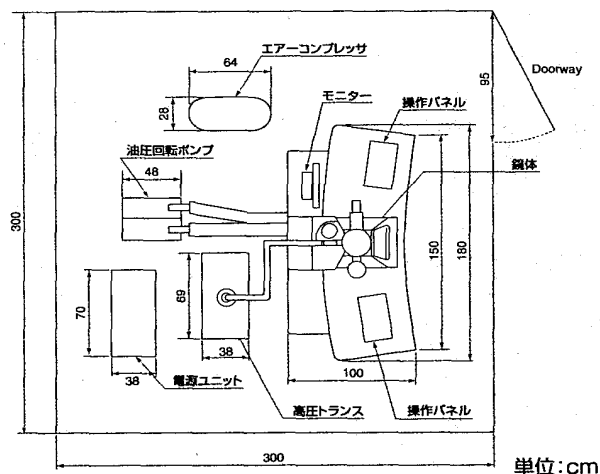 エアーコンプレッサ
64
28
モニター
操作パネル
95
Doorway
油圧回転ポンプ
48
鏡体
300
70
69
150
180
38
38
100
電源ユニット
高圧トランス
操作パネル
300
単位:cm